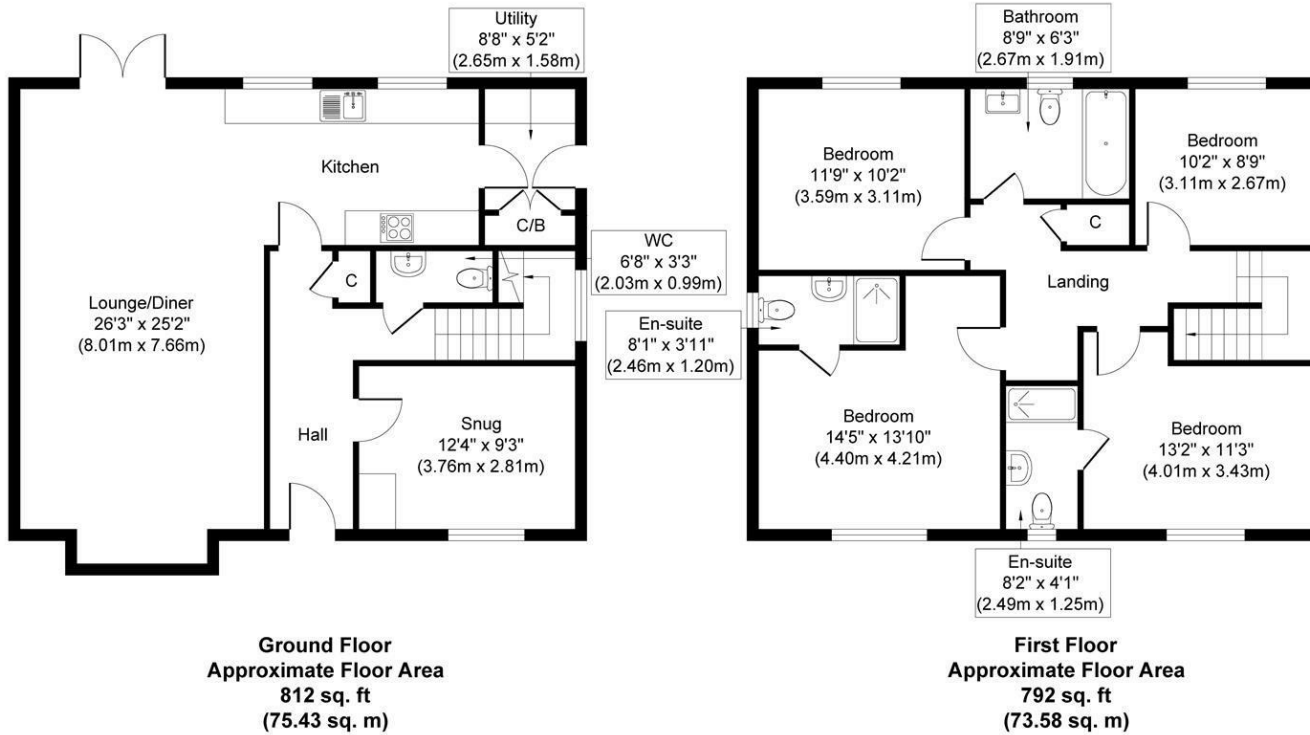 Utility
8'8" x 5'2"
(2.65m x 1.58m)
Kitchen
C/B
WC
6'8" x 3'3"
(2.03m x 0.99m)
C
Lounge/Diner
26'3" x 25'2"
(8.01m x 7.66m)
Hall
Snug
12'4" x 9'3"
(3.76m x 2.81m)
Ground Floor
Approximate Floor Area
812 sq. ft
(75.43 sq. m)
Bathroom
8'9" x 6'3"
(2.67m x 1.91m)
Bedroom
11'9" x 10'2"
(3.59m x 3.11m)
Bedroom
10'2" x 8'9"
(3.11m x 2.67m)
C
Landing
En-suite
8'1" x 3'11"
(2.46m x 1.20m)
Bedroom
14'5" x 13'10"
(4.40m x 4.21m)
Bedroom
13'2" x 11'3"
(4.01m x 3.43m)
En-suite
8'2" x 4'1"
(2.49m x 1.25m)
First Floor
Approximate Floor Area
792 sq. ft
(73.58 sq. m)